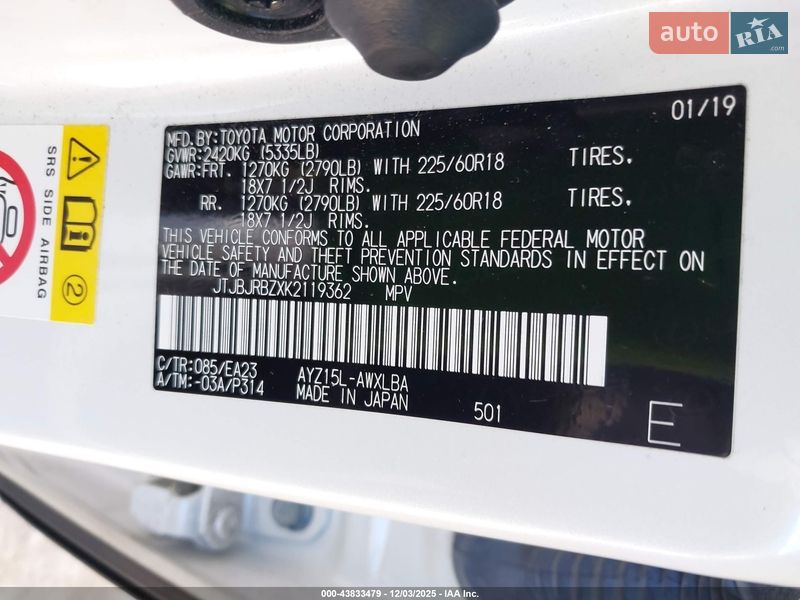 auto RIA .com
01/19
MFD.BY:TOYOTA MOTOR CORPORATION
GVWR:2420KG (5335LB)
GAWR:FRT. 1270KG (2790LB) WITH 225/60R18 TIRES.
18X7 1/2J RIMS.
RR. 1270KG (2790LB) WITH 225/60R18 TIRES.
18X7 1/2J RIMS.
THIS VEHICLE CONFORMS TO ALL APPLICABLE FEDERAL MOTOR
VEHICLE SAFETY AND THEFT PREVENTION STANDARDS IN EFFECT ON
THE DATE OF MANUFACTURE SHOWN ABOVE.
JTJBJRBZXK2119362 MPV
C/TR:085/EA23 AYZ15L-AWXLBA
A/TM:-03A/P314 MADE IN JAPAN 501 E
SRS SIDE AIRBAG
2
000-43833479 - 12/03/2025 - IAA Inc.